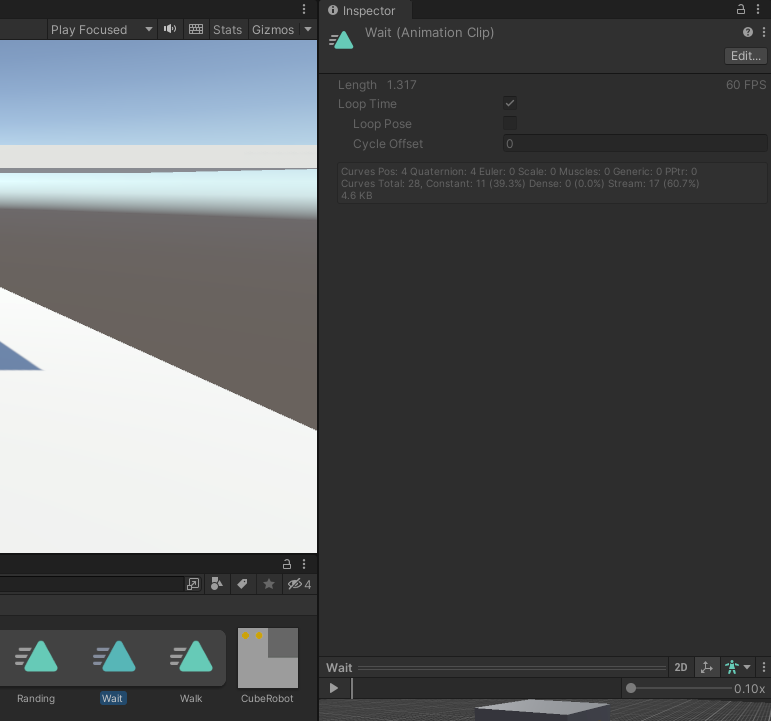 Play Focused
Stats
Gizmos
Inspector
Wait (Animation Clip)
Edit...
Length 1.317
60 FPS
Loop Time
Loop Pose
Cycle Offset
0
Curves Pos: 4 Quaternion: 4 Euler: 0 Scale: 0 Muscles: 0 Generic: 0 PPtr: 0
Curves Total: 28, Constant: 11 (39.3%) Dense: 0 (0.0%) Stream: 17 (60.7%)
4.6 KB
4
Randing
Wait
Walk
CubeRobot
Wait
2D
0.10x